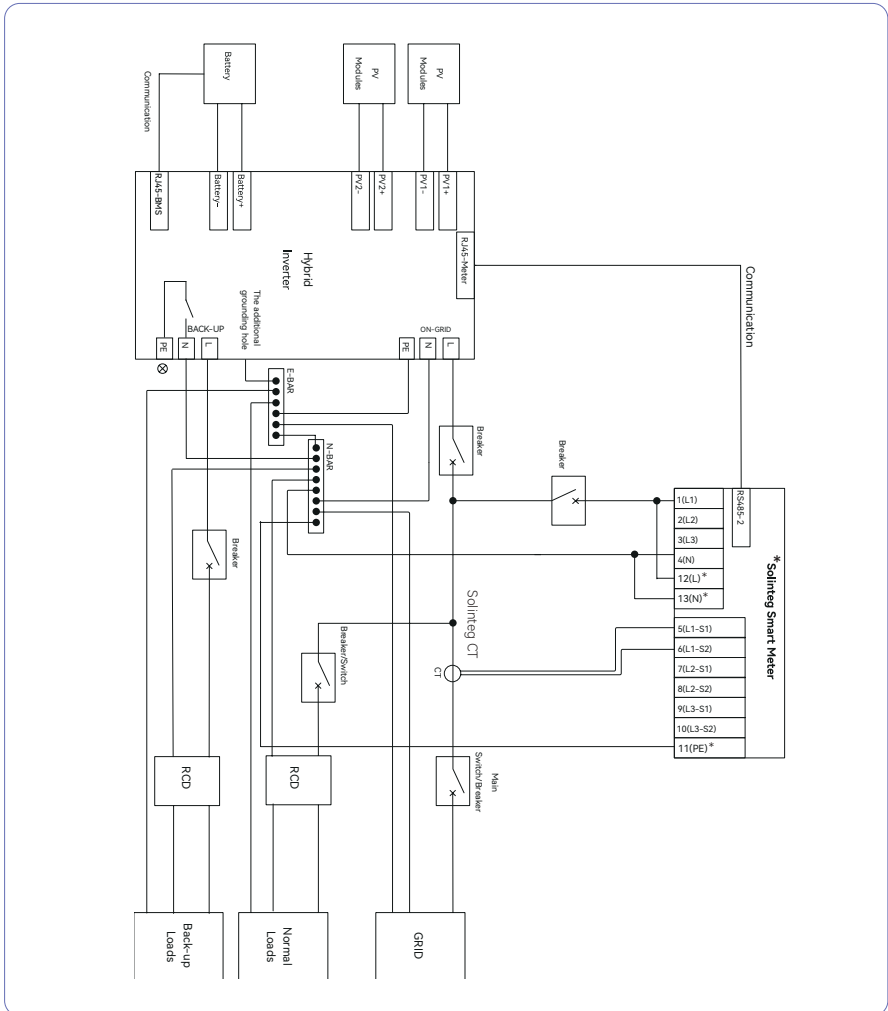 Battery
PV
Modules
PV
Modules
Communication
RJ45-BMS
Battery-
Battery+
PV2-
PV2+
PV1-
PV1+
RJ45-Meter
Hybrid
Inverter
The additional
grounding hole
BACK-UP
PE
N
L
ON-GRID
PE
N
L
Communication
E-BAR
N-BAR
Breaker
Breaker
Breaker
RS485-2
1(L1)
2(L2)
3(L3)
4(N)
12(L)*
13(N)*
5(L1-S1)
6(L1-S2)
7(L2-S1)
8(L2-S2)
9(L3-S1)
10(L3-S2)
11(PE)*
*Solinteg Smart Meter
Solinteg CT
CT
Breaker/Switch
Main
Switch/Breaker
RCD
RCD
Back-up
Loads
Normal
Loads
GRID